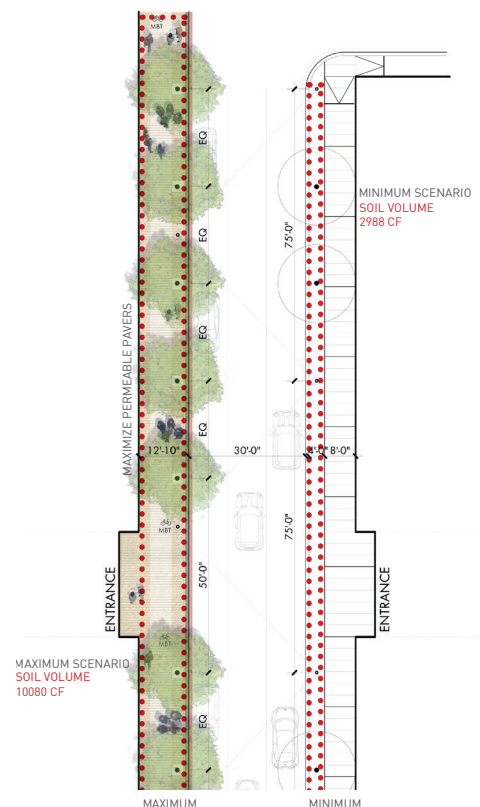 MBT
EQ
MINIMUM SCENARIO
SOIL VOLUME
2988 CF
EQ
75'-0"
EQ
MAXIMIZE PERMEABLE PAVERS
EQ
12'-10"
30'-0"
4'-0"
8'-0"
MBT
75'-0"
50'-0"
ENTRANCE
ENTRANCE
MBT
MAXIMUM SCENARIO
SOIL VOLUME
10080 CF
EQ
MAXIMUM
MINIMUM